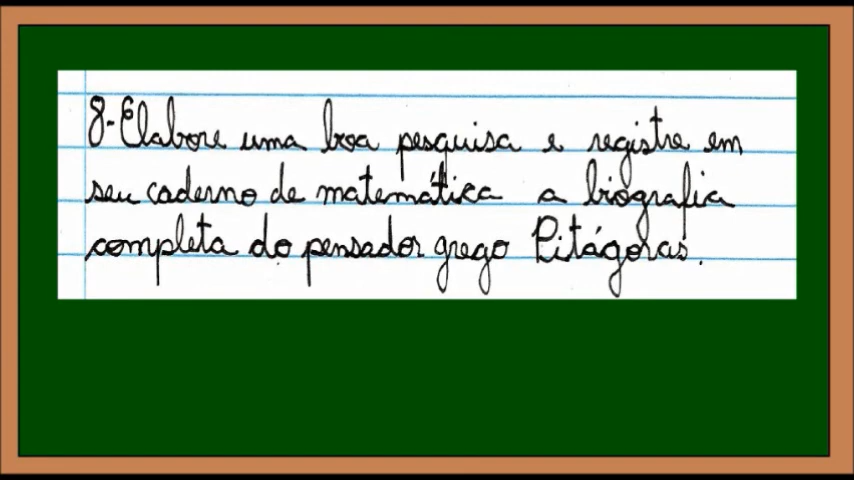 8-Elabore uma boa pesquisa e registre em
seu caderno de matemática a biografia
completa do pensador grego Pitágoras.